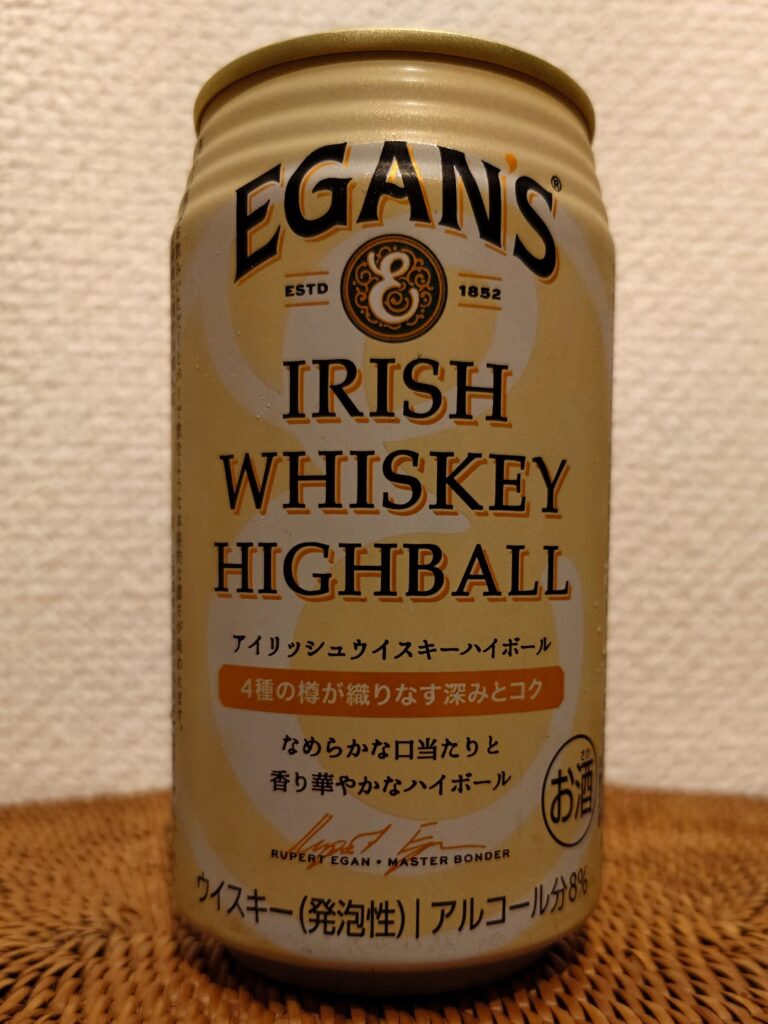 EGAN'S®
ESTD E 1852
IRISH
WHISKEY
HIGHBALL
アイリッシュウイスキーハイボール
4種の樽が織りなす深みとコク
なめらかな口当たりと
香り華やかなハイボール
さけ
お酒
RUPERT EGAN • MASTER BONDER
ウイスキー(発泡性)|アルコール分8%